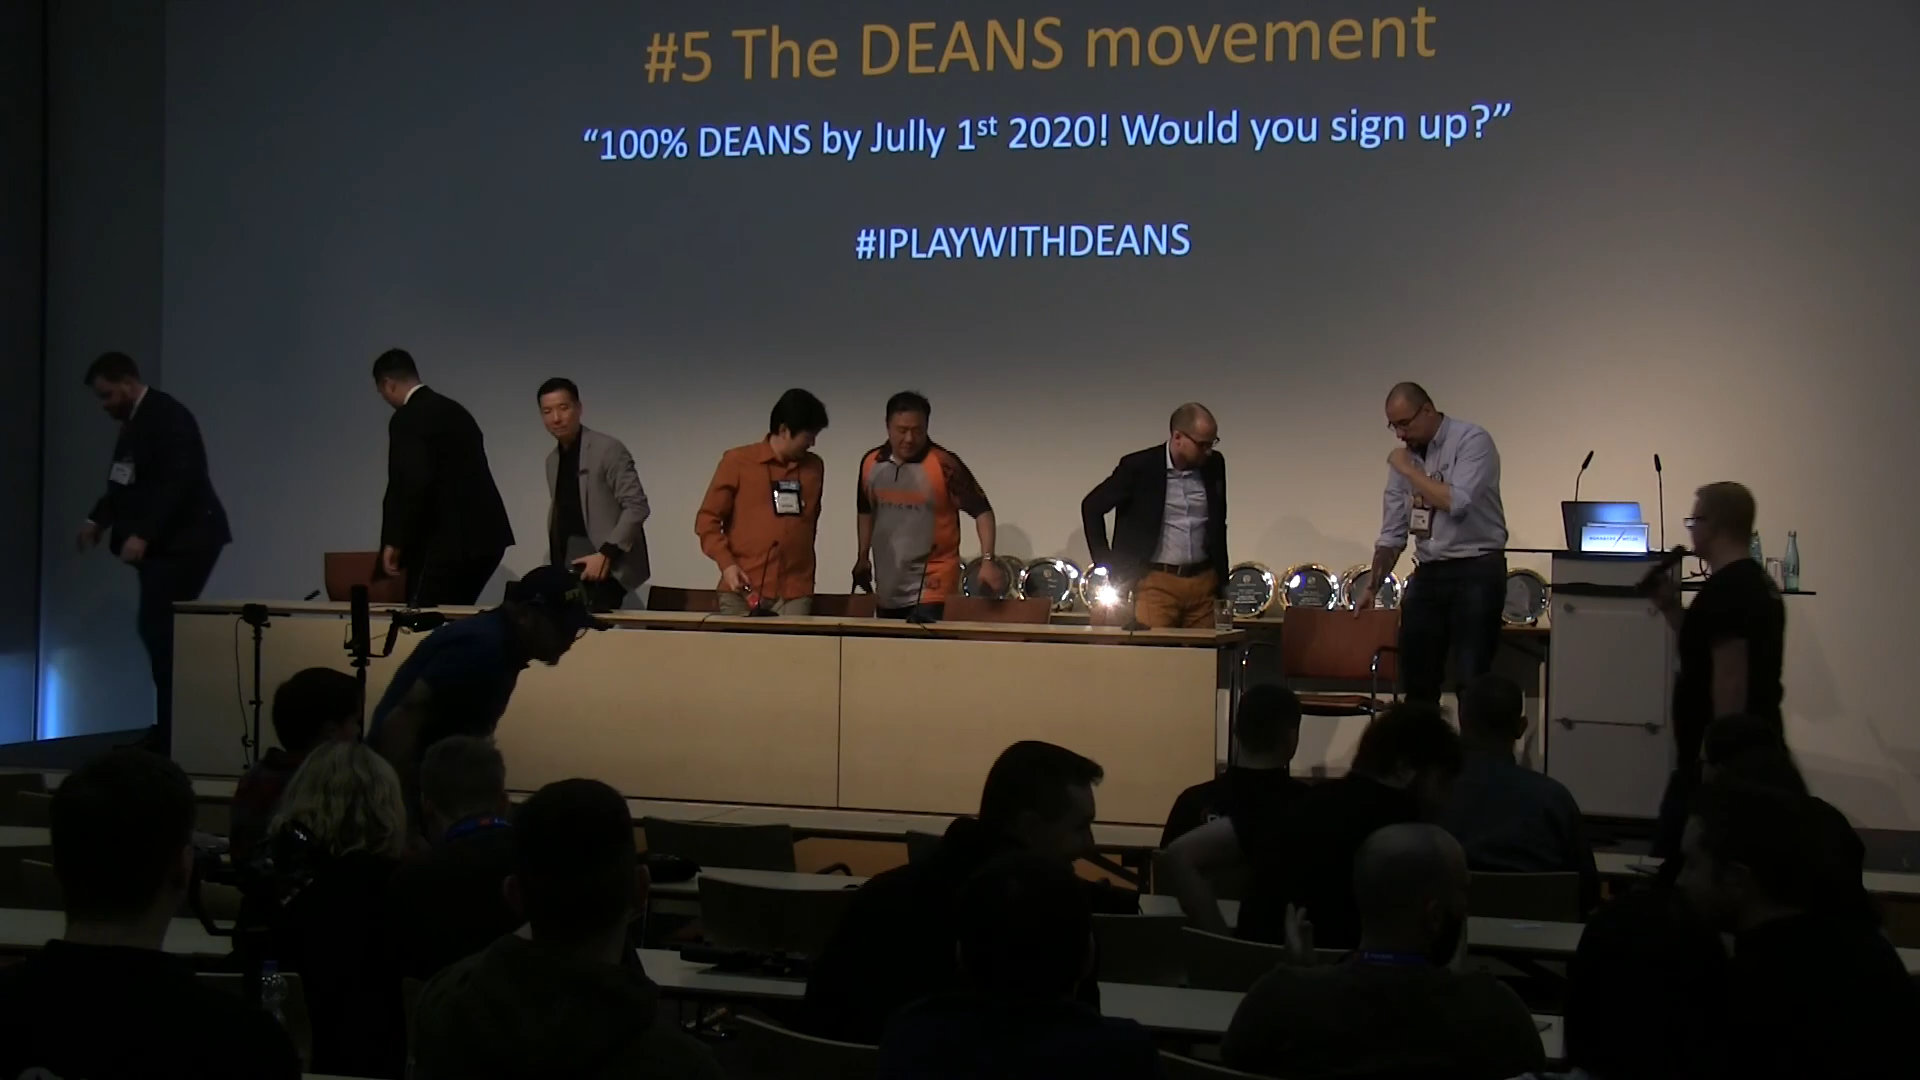 #5 The DEANS movement
“100% DEANS by Jully 1st 2020! Would you sign up?”
#IPLAYWITHDEANS